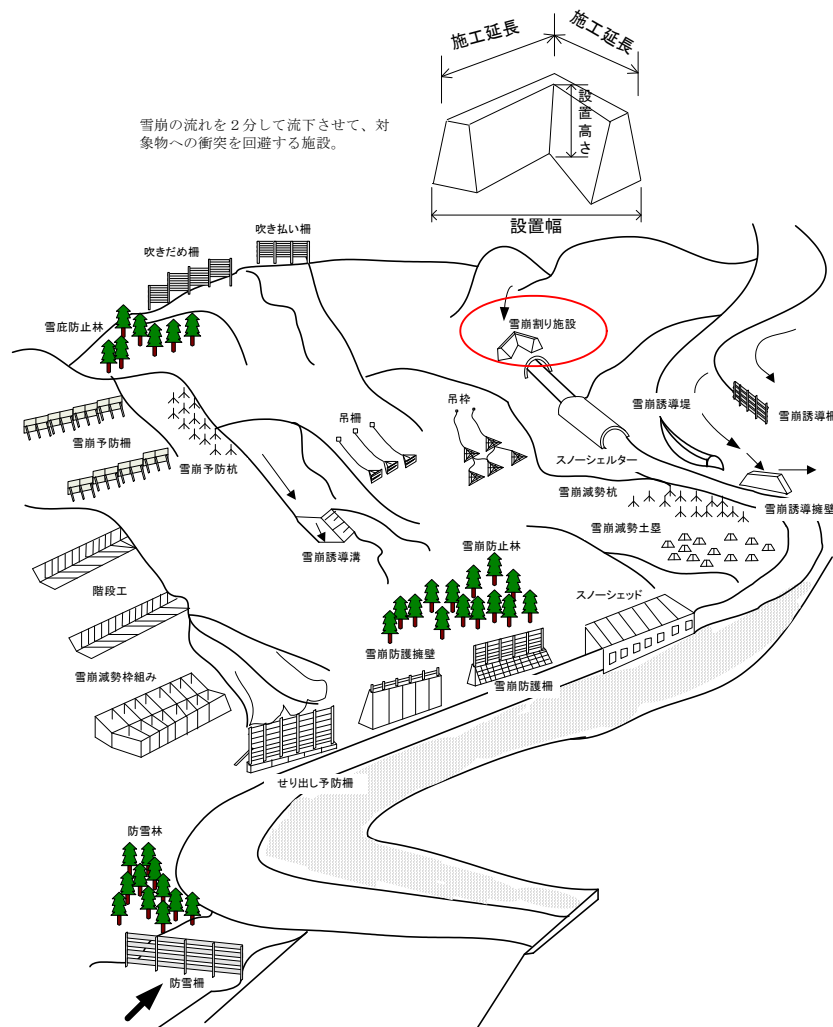 施工延長
施工延長
設置高さ
雪崩の流れを２分して流下させて、対
象物への衝突を回避する施設。
設置幅
吹き払い柵
吹きだめ柵
雪庇防止林
雪崩割り施設
吊柵
吊枠
雪崩誘導堤
雪崩誘導柵
雪崩予防柵
雪崩予防杭
スノーシェルター
雪崩減勢杭
雪崩誘導擁壁
雪崩減勢土塁
雪崩誘導溝
雪崩防止林
階段工
スノーシェッド
雪崩防護擁壁
雪崩減勢枠組み
雪崩防護柵
せり出し予防柵
防雪林
防雪柵